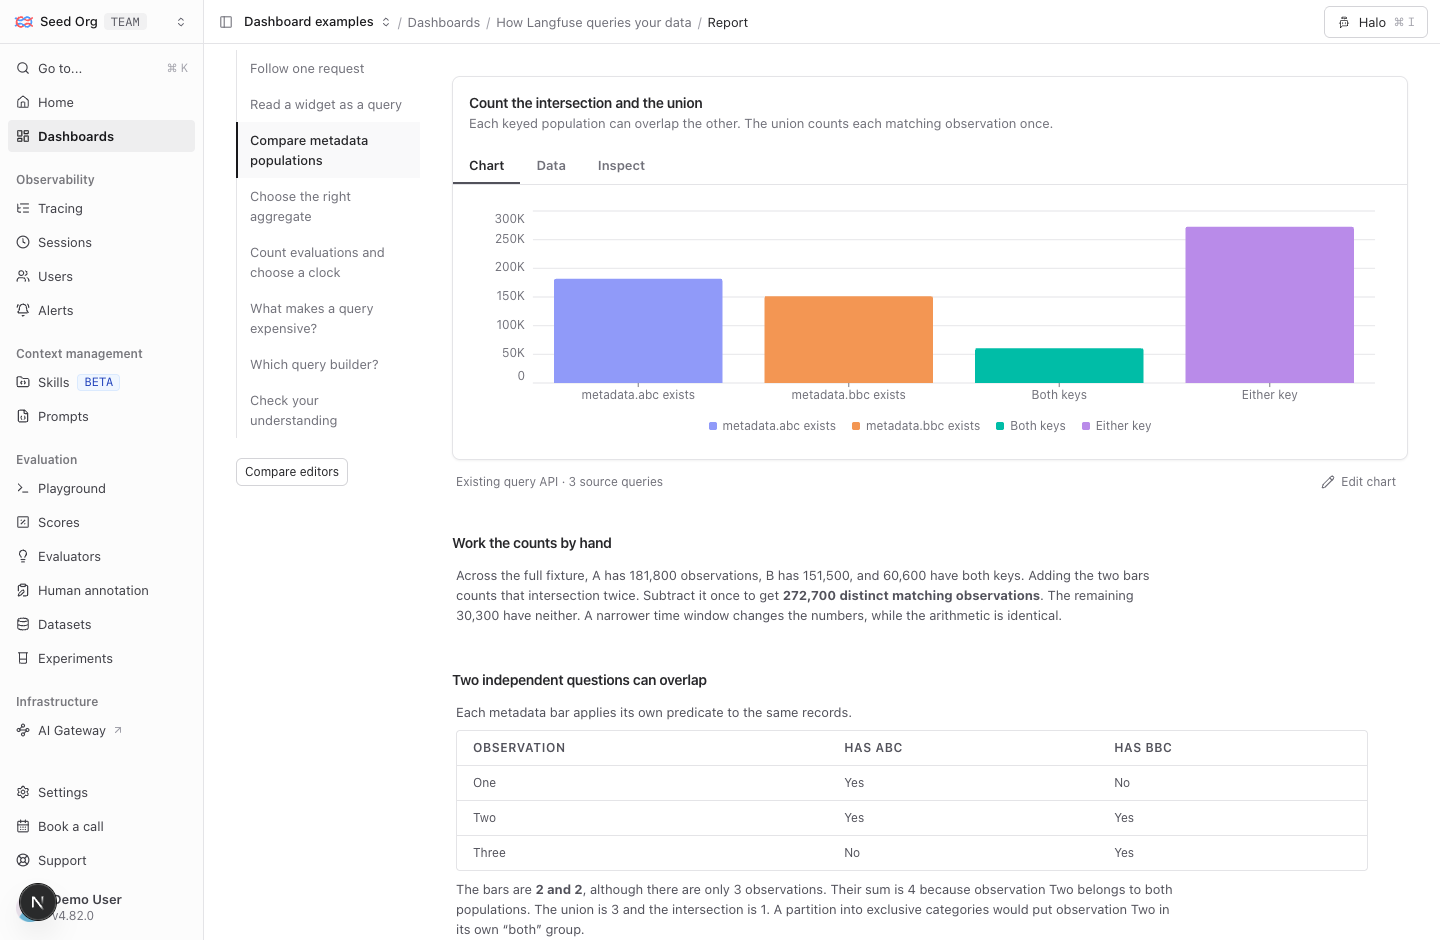 Seed Org TEAM
Go to... ⌘ K
Home
Dashboards
Observability
Tracing
Sessions
Users
Alerts
Context management
Skills BETA
Prompts
Evaluation
Playground
Scores
Evaluators
Human annotation
Datasets
Experiments
Infrastructure
AI Gateway
Settings
Book a call
Support
N
Demo User
v4.82.0
Dashboard examples / Dashboards / How Langfuse queries your data / Report
Halo ⌘ I
Follow one request
Read a widget as a query
Compare metadata
populations
Choose the right
aggregate
Count evaluations and
choose a clock
What makes a query
expensive?
Which query builder?
Check your
understanding
Compare editors
Count the intersection and the union
Each keyed population can overlap the other. The union counts each matching observation once.
Chart Data Inspect
300K
250K
200K
150K
100K
50K
0
metadata.abc exists metadata.bbc exists Both keys Either key
metadata.abc exists metadata.bbc exists Both keys Either key
Existing query API · 3 source queries
Edit chart
Work the counts by hand
Across the full fixture, A has 181,800 observations, B has 151,500, and 60,600 have both keys. Adding the two bars
counts that intersection twice. Subtract it once to get 272,700 distinct matching observations. The remaining
30,300 have neither. A narrower time window changes the numbers, while the arithmetic is identical.
Two independent questions can overlap
Each metadata bar applies its own predicate to the same records.
OBSERVATION HAS ABC HAS BBC
One Yes No
Two Yes Yes
Three No Yes
The bars are 2 and 2, although there are only 3 observations. Their sum is 4 because observation Two belongs to both
populations. The union is 3 and the intersection is 1. A partition into exclusive categories would put observation Two in
its own “both” group.